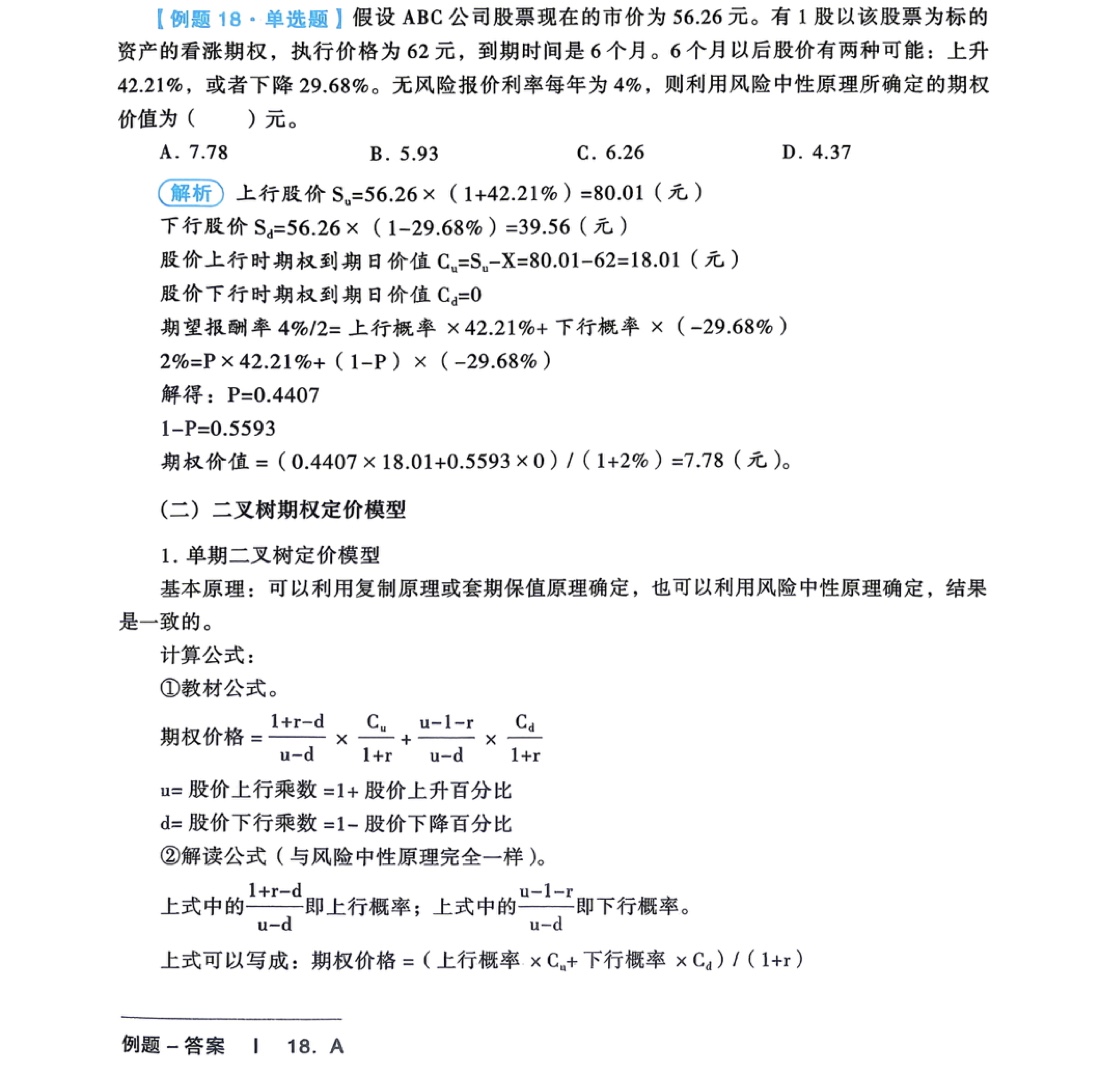 【例题 18·单选题】假设 ABC 公司股票现在的市价为 56.26 元。有 1 股以该股票为标的
资产的看涨期权，执行价格为 62 元，到期时间是 6 个月。6 个月以后股价有两种可能：上升
42.21%，或者下降 29.68%。无风险报价利率每年为 4%，则利用风险中性原理所确定的期权
价值为（　　）元。
A. 7.78　B. 5.93　C. 6.26　D. 4.37
解析 上行股价 Sᵤ=56.26×（1+42.21%）=80.01（元）
下行股价 S_d=56.26×（1-29.68%）=39.56（元）
股价上行时期权到期日价值 Cᵤ=Sᵤ-X=80.01-62=18.01（元）
股价下行时期权到期日价值 C_d=0
期望报酬率 4%/2= 上行概率 ×42.21%+ 下行概率 ×（-29.68%）
2%=P×42.21%+（1-P）×（-29.68%）
解得：P=0.4407
1-P=0.5593
期权价值 =（0.4407×18.01+0.5593×0）/（1+2%）=7.78（元）。
（二）二叉树期权定价模型
1. 单期二叉树定价模型
基本原理：可以利用复制原理或套期保值原理确定，也可以利用风险中性原理确定，结果
是一致的。
计算公式：
①教材公式。
期权价格 = (1+r-d)/(u-d) × Cᵤ/(1+r) + (u-1-r)/(u-d) × C_d/(1+r)
u= 股价上行乘数 =1+ 股价上升百分比
d= 股价下行乘数 =1- 股价下降百分比
②解读公式（与风险中性原理完全一样）。
上式中的 (1+r-d)/(u-d) 即上行概率；上式中的 (u-1-r)/(u-d) 即下行概率。
上式可以写成：期权价格 =（上行概率 ×Cᵤ+ 下行概率 ×C_d）/（1+r）
例题 - 答案 | 18. A